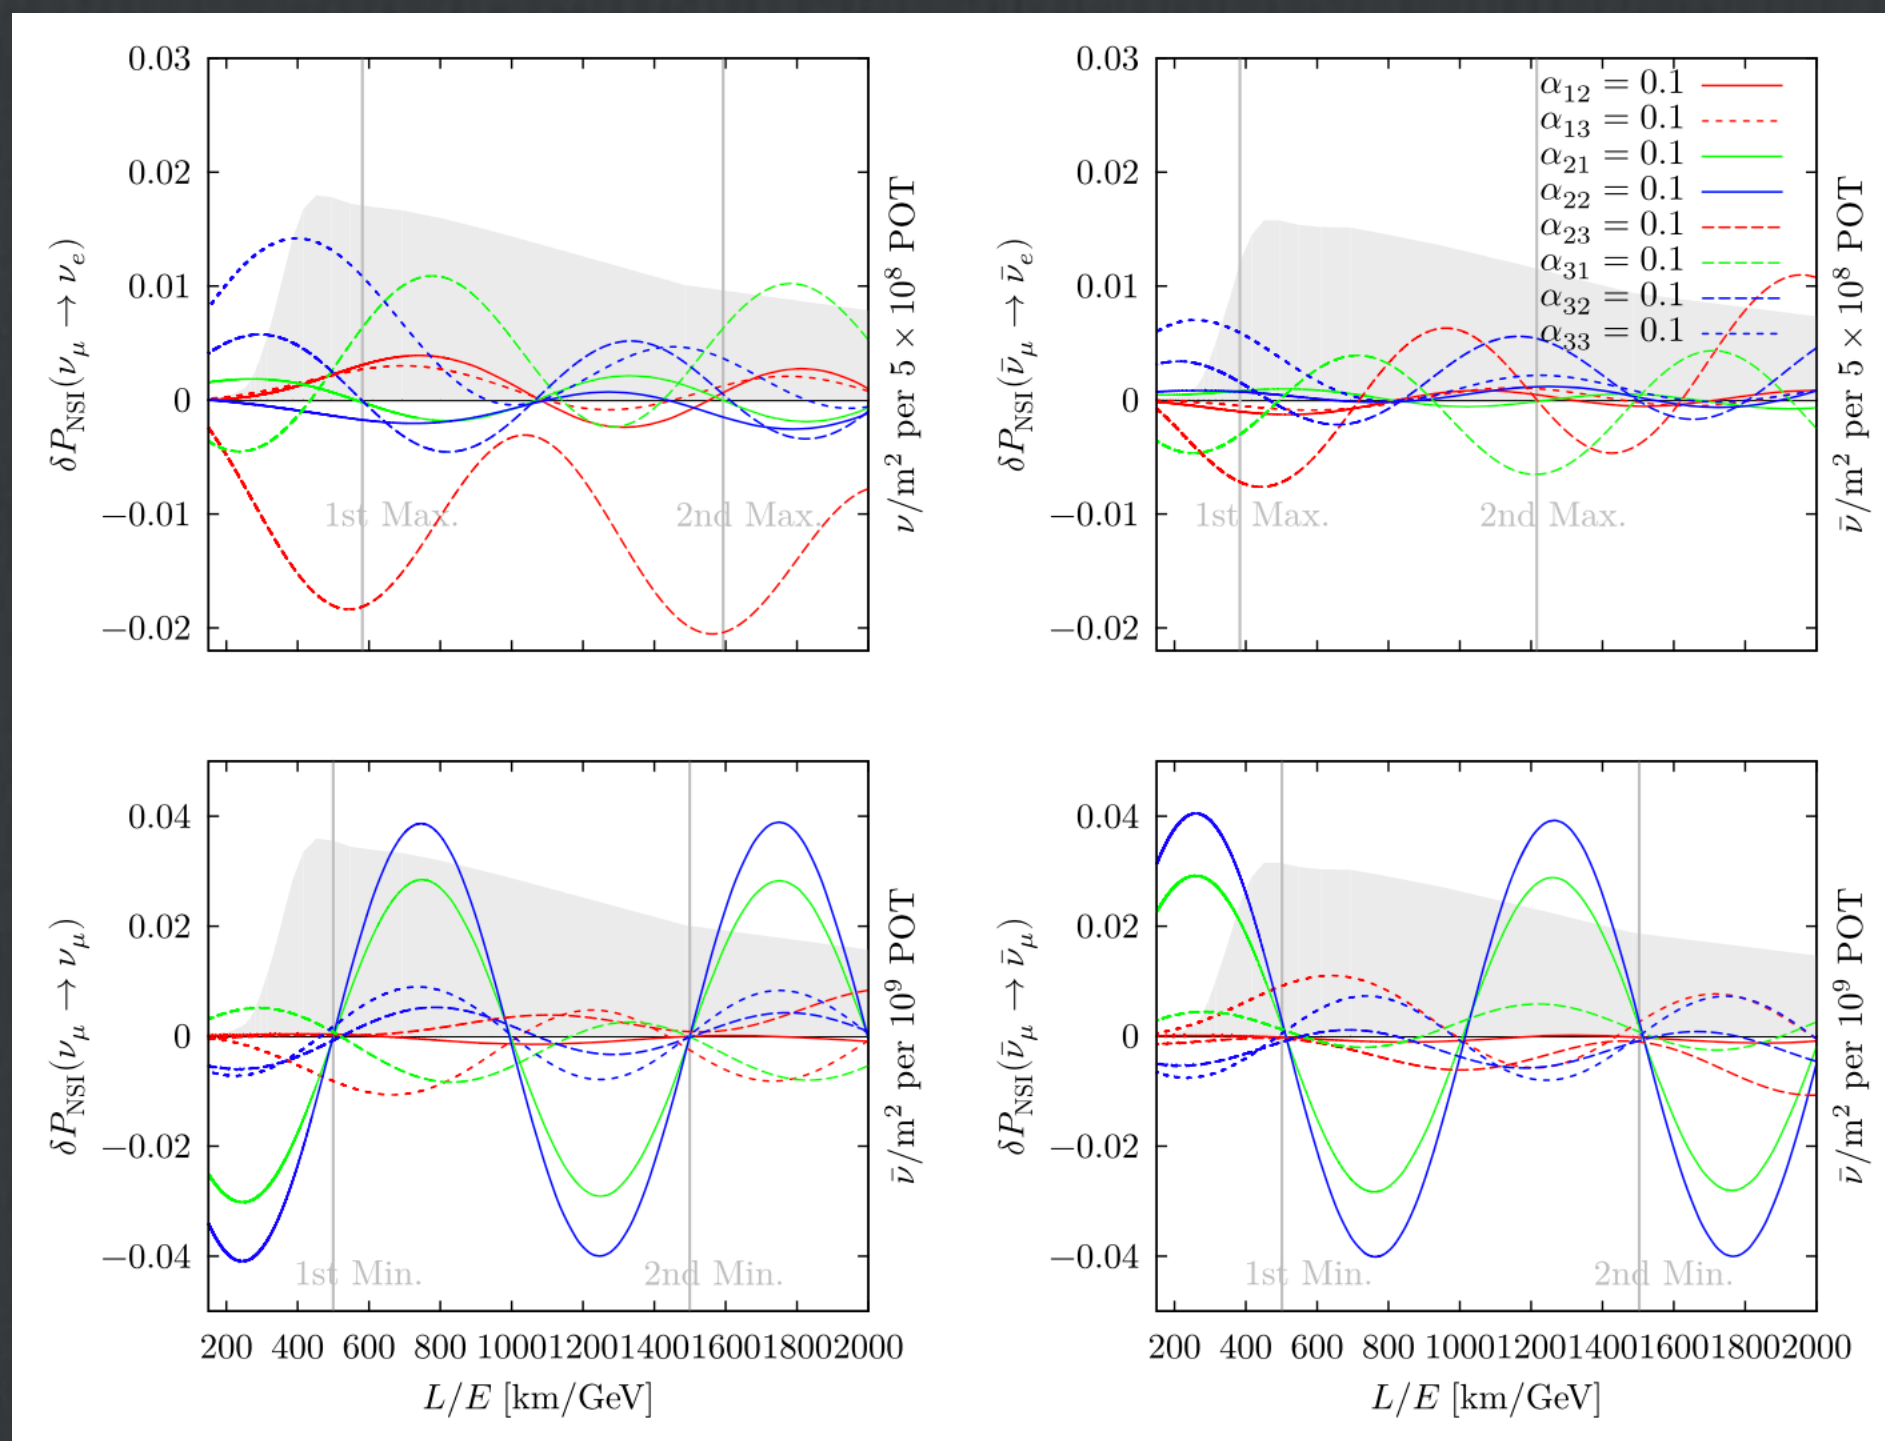 0.03
0.02
0.01
0
−0.01
−0.02
δP_NSI(ν_μ → ν_e)
1st Max.
2nd Max.
ν/m² per 5 × 10⁸ POT
0.03
0.02
0.01
0
−0.01
−0.02
δP_NSI(ν̄_μ → ν̄_e)
α₁₂ = 0.1
α₁₃ = 0.1
α₂₁ = 0.1
α₂₂ = 0.1
α₂₃ = 0.1
α₃₁ = 0.1
α₃₂ = 0.1
α₃₃ = 0.1
1st Max.
2nd Max.
ν̄/m² per 5 × 10⁸ POT
0.04
0.02
0
−0.02
−0.04
δP_NSI(ν_μ → ν_μ)
1st Min.
2nd Min.
ν̄/m² per 10⁹ POT
200 400 600 800 1000 1200 1400 1600 1800 2000
L/E [km/GeV]
0.04
0.02
0
−0.02
−0.04
δP_NSI(ν̄_μ → ν̄_μ)
1st Min.
2nd Min.
ν̄/m² per 10⁹ POT
200 400 600 800 1000 1200 1400 1600 1800 2000
L/E [km/GeV]